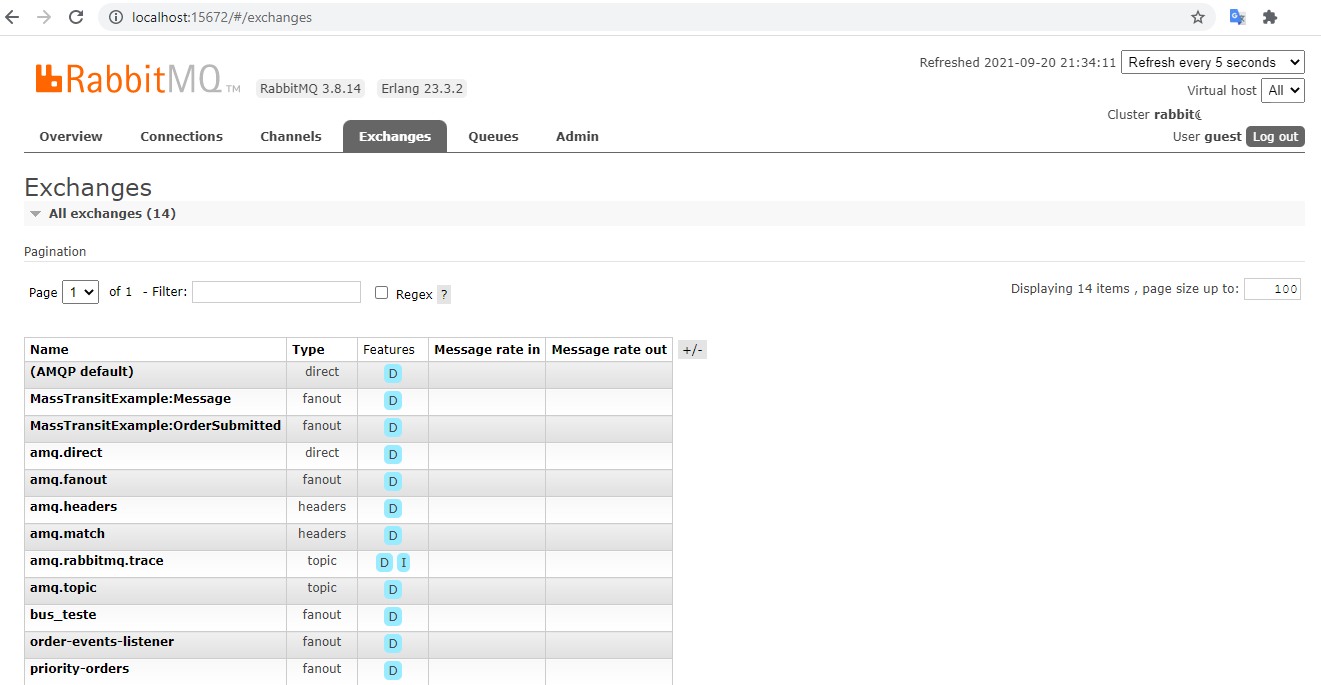 localhost:15672/#/exchanges
RabbitMQ TM RabbitMQ 3.8.14 Erlang 23.3.2
Refreshed 2021-09-20 21:34:11 Refresh every 5 seconds
Virtual host All
Cluster rabbit
User guest Log out
Overview Connections Channels Exchanges Queues Admin
Exchanges
All exchanges (14)
Pagination
Page 1 of 1 - Filter: Regex ? Displaying 14 items , page size up to: 100
Name Type Features Message rate in Message rate out +/-
(AMQP default) direct D
MassTransitExample:Message fanout D
MassTransitExample:OrderSubmitted fanout D
amq.direct direct D
amq.fanout fanout D
amq.headers headers D
amq.match headers D
amq.rabbitmq.trace topic D I
amq.topic topic D
bus_teste fanout D
order-events-listener fanout D
priority-orders fanout D